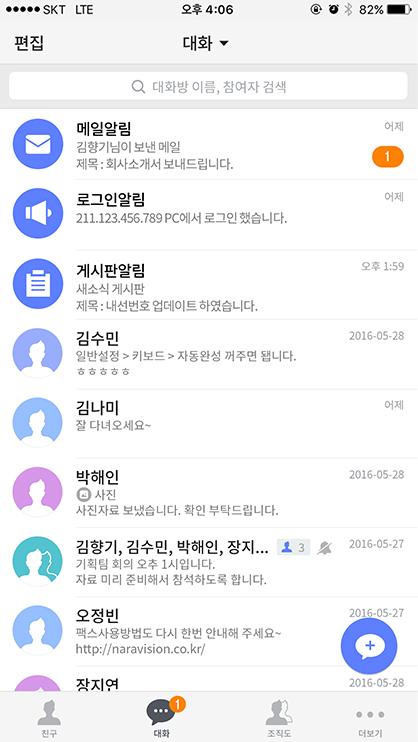 SKT LTE 오후 4:06 82%
편집 대화
대화방 이름, 참여자 검색
메일알림 어제
김향기님이 보낸 메일
제목 : 회사소개서 보내드립니다. 1
로그인알림 어제
211.123.456.789 PC에서 로그인 했습니다.
게시판알림 오후 1:59
새소식 게시판
제목 : 내선번호 업데이트 하였습니다.
김수민 2016-05-28
일반설정 > 키보드 > 자동완성 꺼주면 됩니다.
ㅎㅎㅎㅎㅎ
김나미 어제
잘 다녀오세요~
박해인 2016-05-28
사진
사진자료 보냈습니다. 확인 부탁드립니다.
김향기, 김수민, 박해인, 장지... 3 2016-05-27
기획팀 회의 오후 1시입니다.
자료 미리 준비해서 참석하도록 합니다.
오정빈 2016-05-27
팩스사용방법도 다시 한번 안내해 주세요~
http://naravision.co.kr/
장지연
1
친구 대화 조직도 더보기